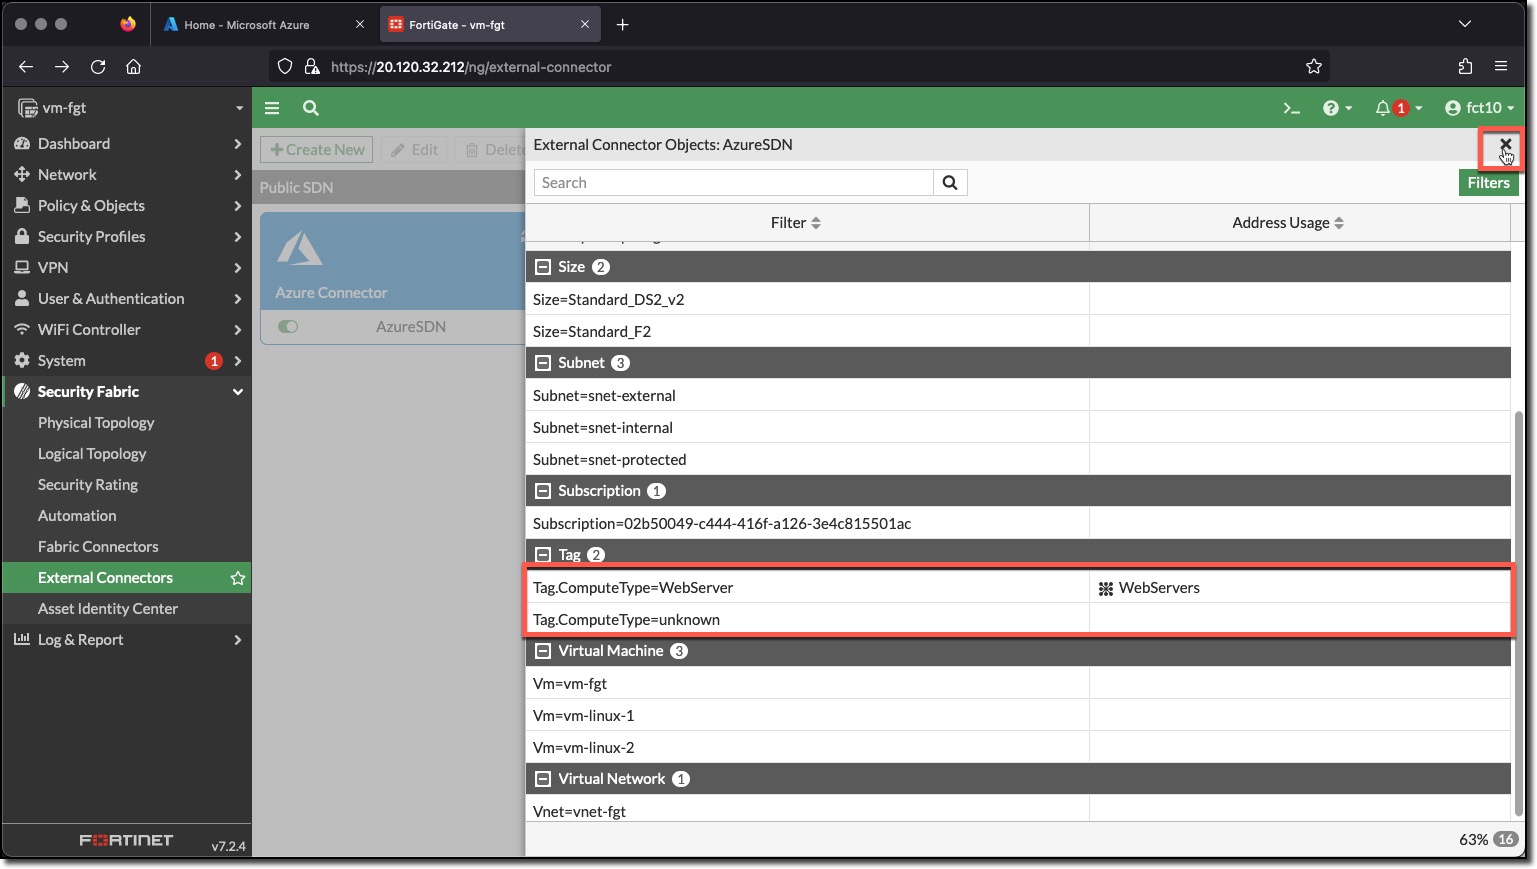 Home - Microsoft Azure
FortiGate - vm-fgt
https://20.120.32.212/ng/external-connector
vm-fgt
1
fct10
Dashboard
Network
Policy & Objects
Security Profiles
VPN
User & Authentication
WiFi Controller
System 1
Security Fabric
Physical Topology
Logical Topology
Security Rating
Automation
Fabric Connectors
External Connectors
Asset Identity Center
Log & Report
FORTINET v7.2.4
Create New Edit Delete
Public SDN
Azure Connector
AzureSDN
External Connector Objects: AzureSDN
Search
Filters
Filter Address Usage
Size 2
Size=Standard_DS2_v2
Size=Standard_F2
Subnet 3
Subnet=snet-external
Subnet=snet-internal
Subnet=snet-protected
Subscription 1
Subscription=02b50049-c444-416f-a126-3e4c815501ac
Tag 2
Tag.ComputeType=WebServer WebServers
Tag.ComputeType=unknown
Virtual Machine 3
Vm=vm-fgt
Vm=vm-linux-1
Vm=vm-linux-2
Virtual Network 1
Vnet=vnet-fgt
63% 16